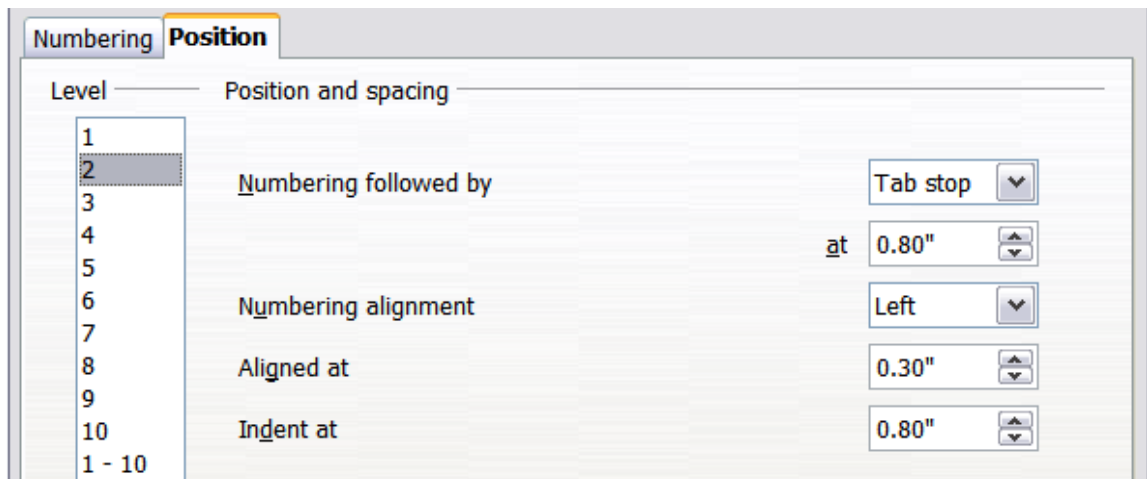 Numbering Position
Level Position and spacing
1
2
3
4
5
6
7
8
9
10
1 - 10
Numbering followed by Tab stop
at 0.80"
Numbering alignment Left
Aligned at 0.30"
Indent at 0.80"